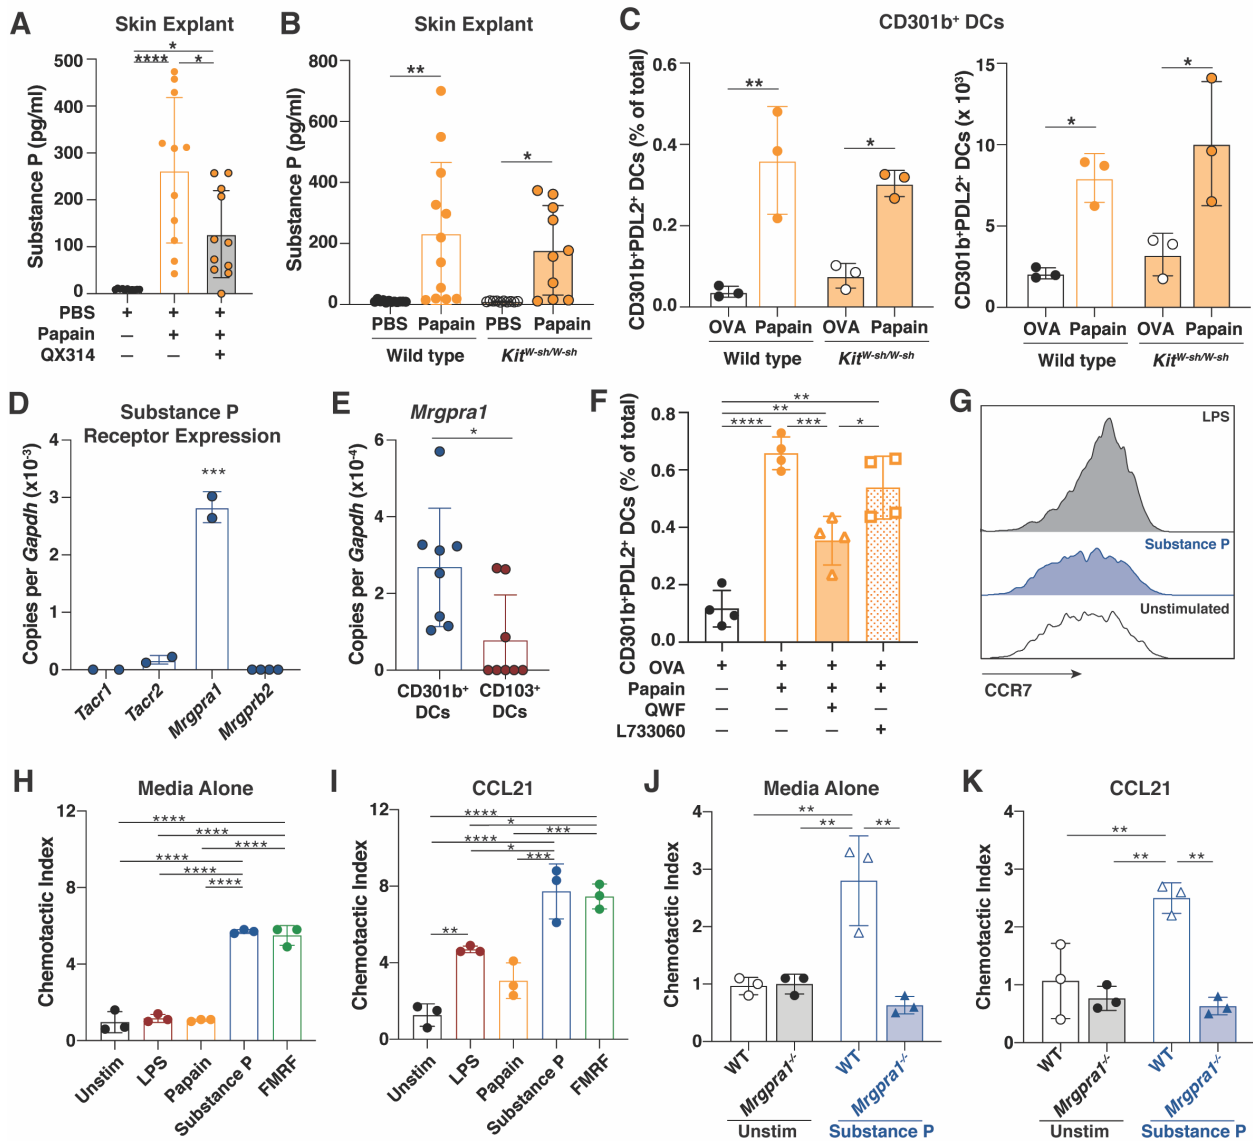 A
Skin Explant
Substance P (pg/ml)
500
400
300
200
100
0
*
**** *
PBS + + +
Papain — + +
QX314 — — +
B
Skin Explant
Substance P (pg/ml)
800
600
400
200
0
**
*
PBS Papain PBS Papain
Wild type KitW-sh/W-sh
C
CD301b+ DCs
CD301b+PDL2+ DCs (% of total)
0.6
0.4
0.2
0.0
**
*
OVA Papain OVA Papain
Wild type KitW-sh/W-sh
CD301b+PDL2+ DCs (x 10³)
15
10
5
0
*
*
OVA Papain OVA Papain
Wild type KitW-sh/W-sh
D
Substance P
Receptor Expression
Copies per Gapdh (x10-3)
4
3
2
1
0
***
Tacr1 Tacr2 Mrgpra1 Mrgprb2
E
Mrgpra1
Copies per Gapdh (x10-4)
6
4
2
0
*
CD301b+ CD103+
DCs DCs
F
CD301b+PDL2+ DCs (% of total)
0.8
0.6
0.4
0.2
0.0
**
**
**** *** *
OVA + + + +
Papain — + + +
QWF — — + —
L733060 — — — +
G
LPS
Substance P
Unstimulated
CCR7
H
Media Alone
Chemotactic Index
12
8
4
0
****
****
****
****
****
****
Unstim LPS Papain Substance P FMRF
I
CCL21
Chemotactic Index
12
8
4
0
****
*
***
****
*
***
**
Unstim LPS Papain Substance P FMRF
J
Media Alone
Chemotactic Index
4
3
2
1
0
**
** **
WT Mrgpra1-/- WT Mrgpra1-/-
Unstim Substance P
K
CCL21
Chemotactic Index
4
3
2
1
0
**
** **
WT Mrgpra1-/- WT Mrgpra1-/-
Unstim Substance P